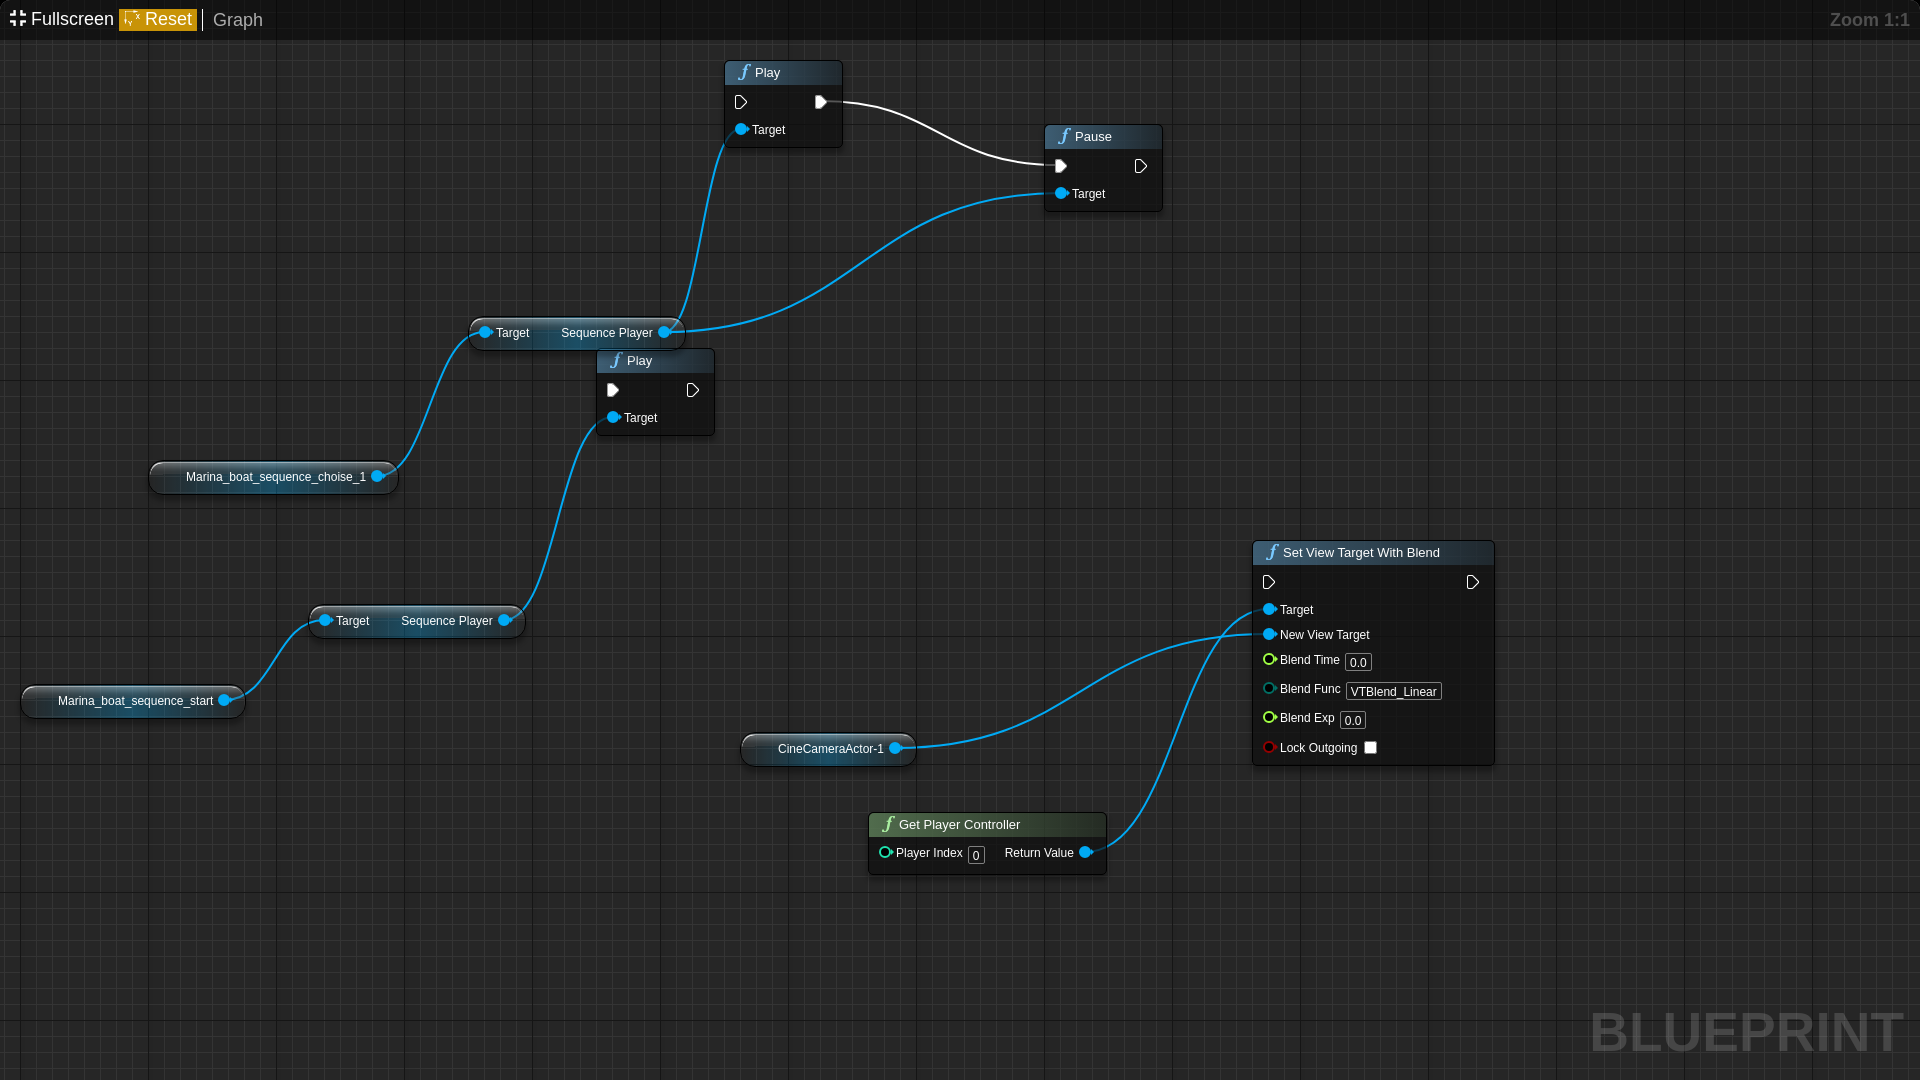 Fullscreen Reset Graph Zoom 1:1
Play
Target
Pause
Target
Target Sequence Player
Play
Target
Marina_boat_sequence_choise_1
Target Sequence Player
Marina_boat_sequence_start
Set View Target With Blend
Target
New View Target
Blend Time 0.0
Blend Func VTBlend_Linear
Blend Exp 0.0
Lock Outgoing
CineCameraActor-1
Get Player Controller
Player Index 0 Return Value
BLUEPRINT